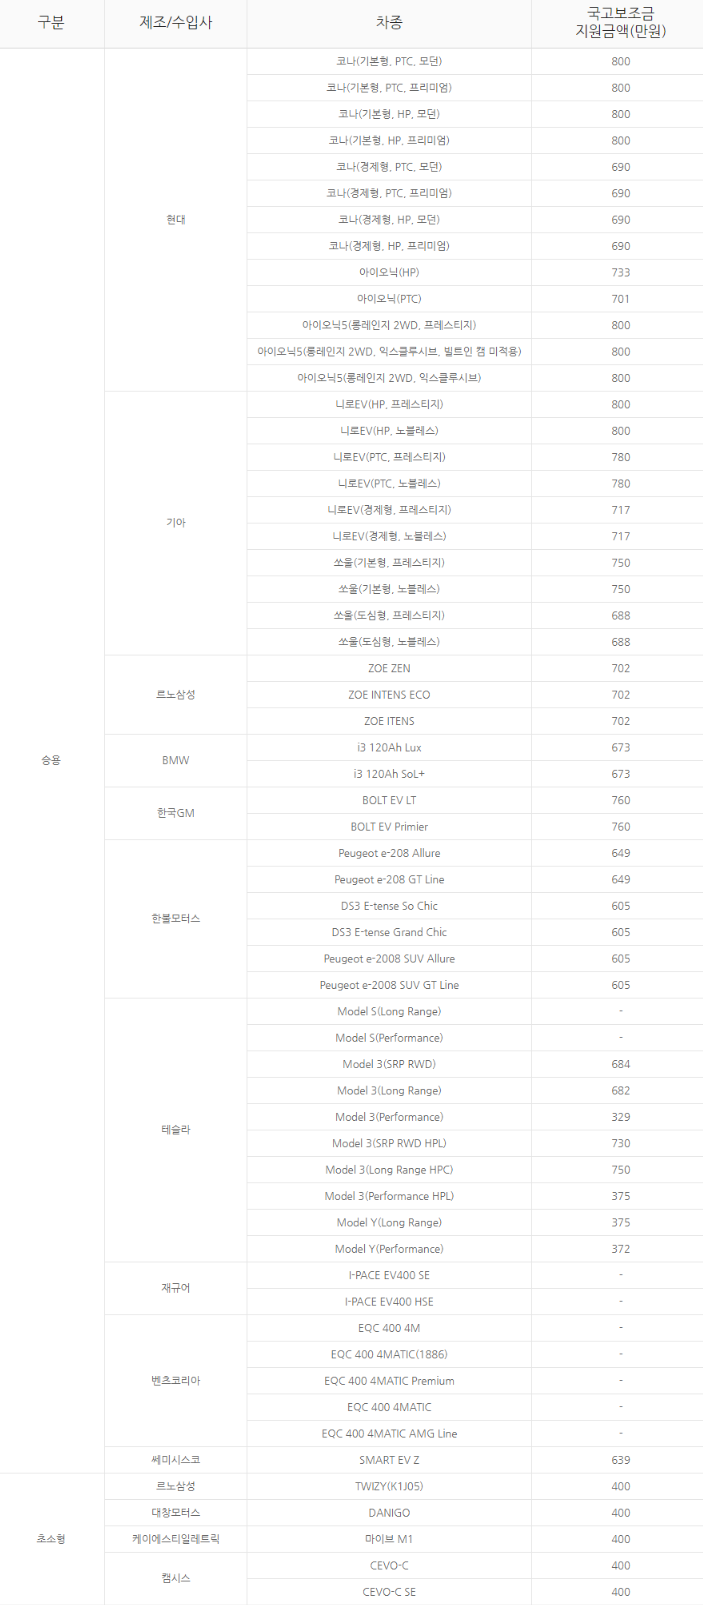 구분 제조/수입사 차종 국고보조금
지원금액(만원)
코나(기본형, PTC, 모던) 800
코나(기본형, PTC, 프리미엄) 800
코나(기본형, HP, 모던) 800
코나(기본형, HP, 프리미엄) 800
코나(경제형, PTC, 모던) 690
코나(경제형, PTC, 프리미엄) 690
현대 코나(경제형, HP, 모던) 690
코나(경제형, HP, 프리미엄) 690
아이오닉(HP) 733
아이오닉(PTC) 701
아이오닉5(롱레인지 2WD, 프레스티지) 800
아이오닉5(롱레인지 2WD, 익스클루시브, 빌트인 캠 미적용) 800
아이오닉5(롱레인지 2WD, 익스클루시브) 800
니로EV(HP, 프레스티지) 800
니로EV(HP, 노블레스) 800
니로EV(PTC, 프레스티지) 780
니로EV(PTC, 노블레스) 780
니로EV(경제형, 프레스티지) 717
기아 니로EV(경제형, 노블레스) 717
쏘울(기본형, 프레스티지) 750
쏘울(기본형, 노블레스) 750
쏘울(도심형, 프레스티지) 688
쏘울(도심형, 노블레스) 688
ZOE ZEN 702
르노삼성 ZOE INTENS ECO 702
ZOE ITENS 702
승용 BMW i3 120Ah Lux 673
i3 120Ah SoL+ 673
한국GM BOLT EV LT 760
BOLT EV Primier 760
Peugeot e-208 Allure 649
Peugeot e-208 GT Line 649
한불모터스 DS3 E-tense So Chic 605
DS3 E-tense Grand Chic 605
Peugeot e-2008 SUV Allure 605
Peugeot e-2008 SUV GT Line 605
Model S(Long Range) -
Model S(Performance) -
Model 3(SRP RWD) 684
Model 3(Long Range) 682
테슬라 Model 3(Performance) 329
Model 3(SRP RWD HPL) 730
Model 3(Long Range HPC) 750
Model 3(Performance HPL) 375
Model Y(Long Range) 375
Model Y(Performance) 372
재규어 I-PACE EV400 SE -
I-PACE EV400 HSE -
EQC 400 4M -
EQC 400 4MATIC(1886) -
벤츠코리아 EQC 400 4MATIC Premium -
EQC 400 4MATIC -
EQC 400 4MATIC AMG Line -
쎄미시스코 SMART EV Z 639
르노삼성 TWIZY(K1J05) 400
대창모터스 DANIGO 400
초소형 케이에스티일레트릭 마이브 M1 400
캠시스 CEVO-C 400
CEVO-C SE 400